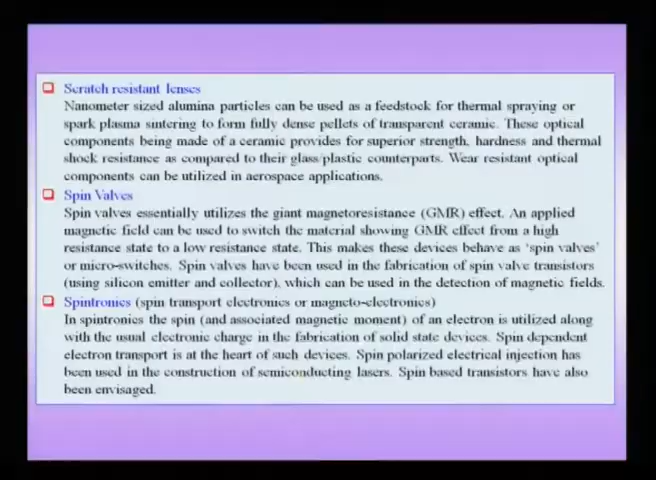 Scratch resistant lenses
Nanometer sized alumina particles can be used as a feedstock for thermal spraying or
spark plasma sintering to form fully dense pellets of transparent ceramic. These optical
components being made of a ceramic provides for superior strength, hardness and thermal
shock resistance as compared to their glass/plastic counterparts. Wear resistant optical
components can be utilized in aerospace applications.
Spin Valves
Spin valves essentially utilizes the giant magnetoresistance (GMR) effect. An applied
magnetic field can be used to switch the material showing GMR effect from a high
resistance state to a low resistance state. This makes these devices behave as 'spin valves'
or micro-switches. Spin valves have been used in the fabrication of spin valve transistors
(using silicon emitter and collector), which can be used in the detection of magnetic fields.
Spintronics (spin transport electronics or magneto-electronics)
In spintronics the spin (and associated magnetic moment) of an electron is utilized along
with the usual electronic charge in the fabrication of solid state devices. Spin dependent
electron transport is at the heart of such devices. Spin polarized electrical injection has
been used in the construction of semiconducting lasers. Spin based transistors have also
been envisaged.